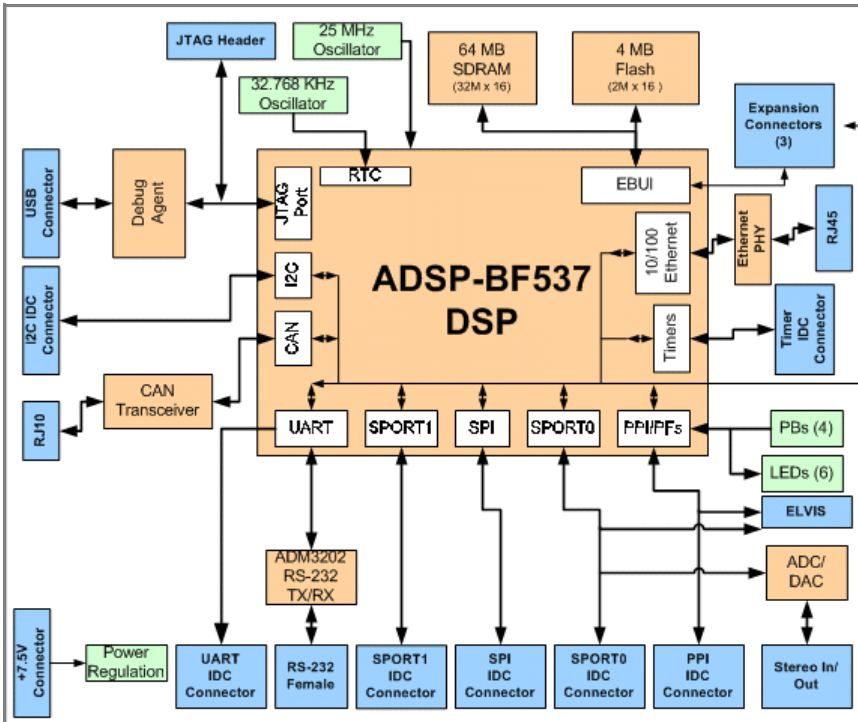 JTAG Header
25 MHz
Oscillator
64 MB
SDRAM
(32M x 16)
4 MB
Flash
(2M x 16 )
32.768 KHz
Oscillator
Expansion
Connectors
(3)
USB
Connector
Debug
Agent
JTAG
Port
RTC
EBUI
10/100
Ethernet
Ethernet
PHY
RJ45
I2C IDC
Connector
I2C
ADSP-BF537
DSP
CAN
Timers
Timer
IDC
Connector
RJ10
CAN
Transceiver
UART
SPORT1
SPI
SPORT0
PPI/PFs
PBs (4)
LEDs (6)
ELVIS
ADM3202
RS-232
TX/RX
ADC/
DAC
+7.5V
Connector
Power
Regulation
UART
IDC
Connector
RS-232
Female
SPORT1
IDC
Connector
SPI
IDC
Connector
SPORT0
IDC
Connector
PPI
IDC
Connector
Stereo In/
Out